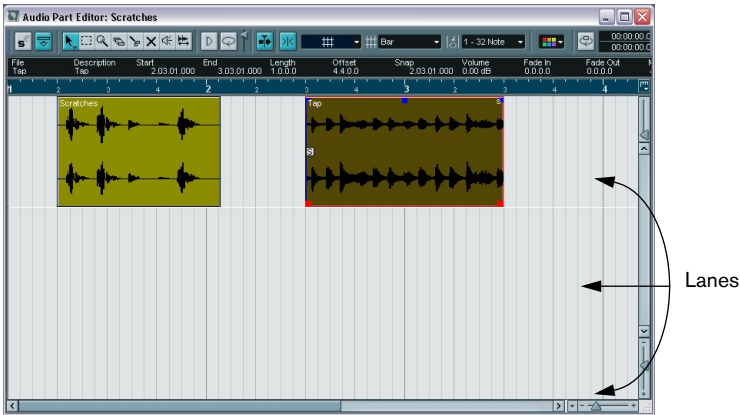 Audio Part Editor: Scratches
Bar
1 - 32 Note
00:00:00:0
00:00:00:0
File Description Start End Length Offset Snap Volume Fade In Fade Out
Tap Tap 2.03.01.000 3.03.01.000 1.0.0.0 4.4.0.0 2.03.01.000 0.00 dB 0.0.0.0 0.0.0.0
1 2 3 4 2 2 3 4 3 2 3 4 4
Scratches
Tap S
S
Lanes